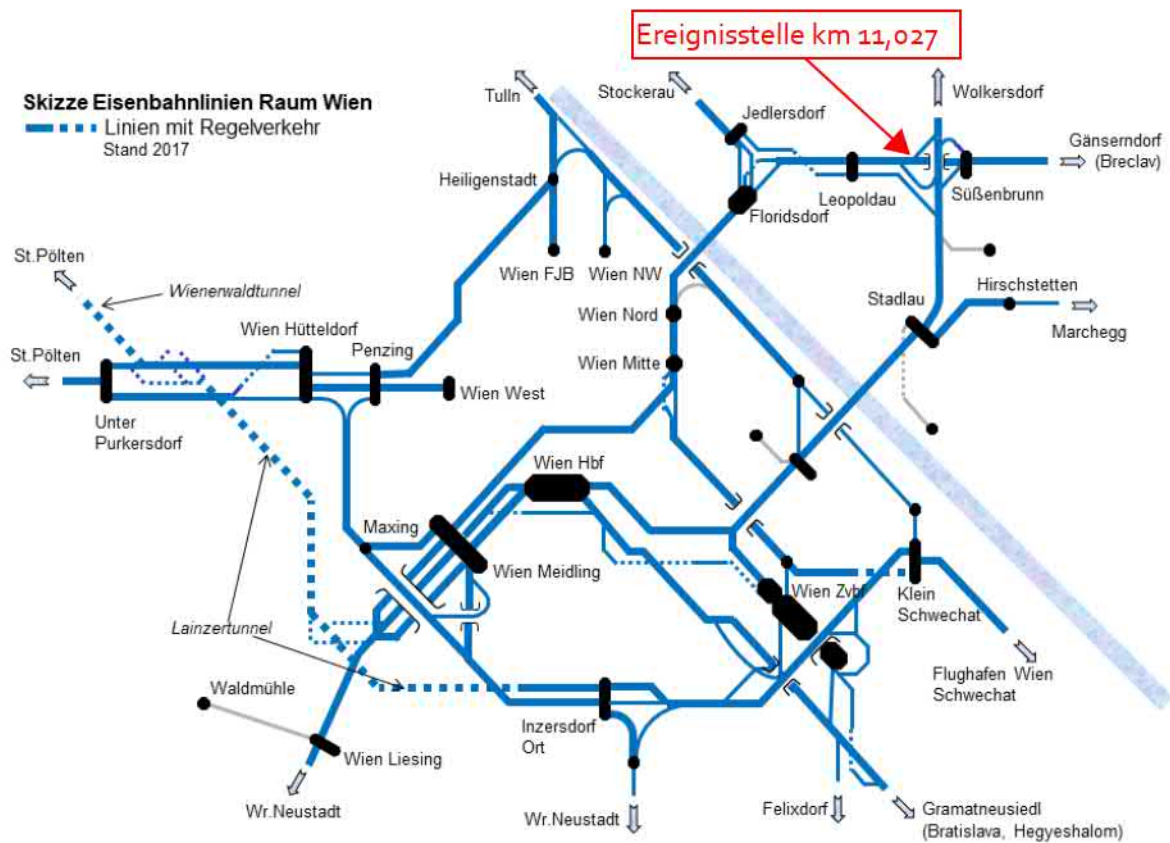 Ereignisstelle km 11,027
Skizze Eisenbahnlinien Raum Wien
Linien mit Regelverkehr
Stand 2017
Tulln
Stockerau
Jedlersdorf
Wolkersdorf
Gänserndorf
(Breclav)
Heiligenstadt
Leopoldau
Süßenbrunn
Floridsdorf
St.Pölten
Wienerwaldtunnel
Wien FJB
Wien NW
Hirschstetten
Stadlau
Marchegg
Wien Hütteldorf
Wien Nord
St.Pölten
Penzing
Wien Mitte
Wien West
Unter
Purkersdorf
Wien Hbf
Maxing
Wien Meidling
Wien Zvbf
Klein
Schwechat
Lainzertunnel
Flughafen Wien
Schwechat
Waldmühle
Inzersdorf
Ort
Wien Liesing
Wr.Neustadt
Wr.Neustadt
Felixdorf
Gramatneusiedl
(Bratislava, Hegyeshalom)